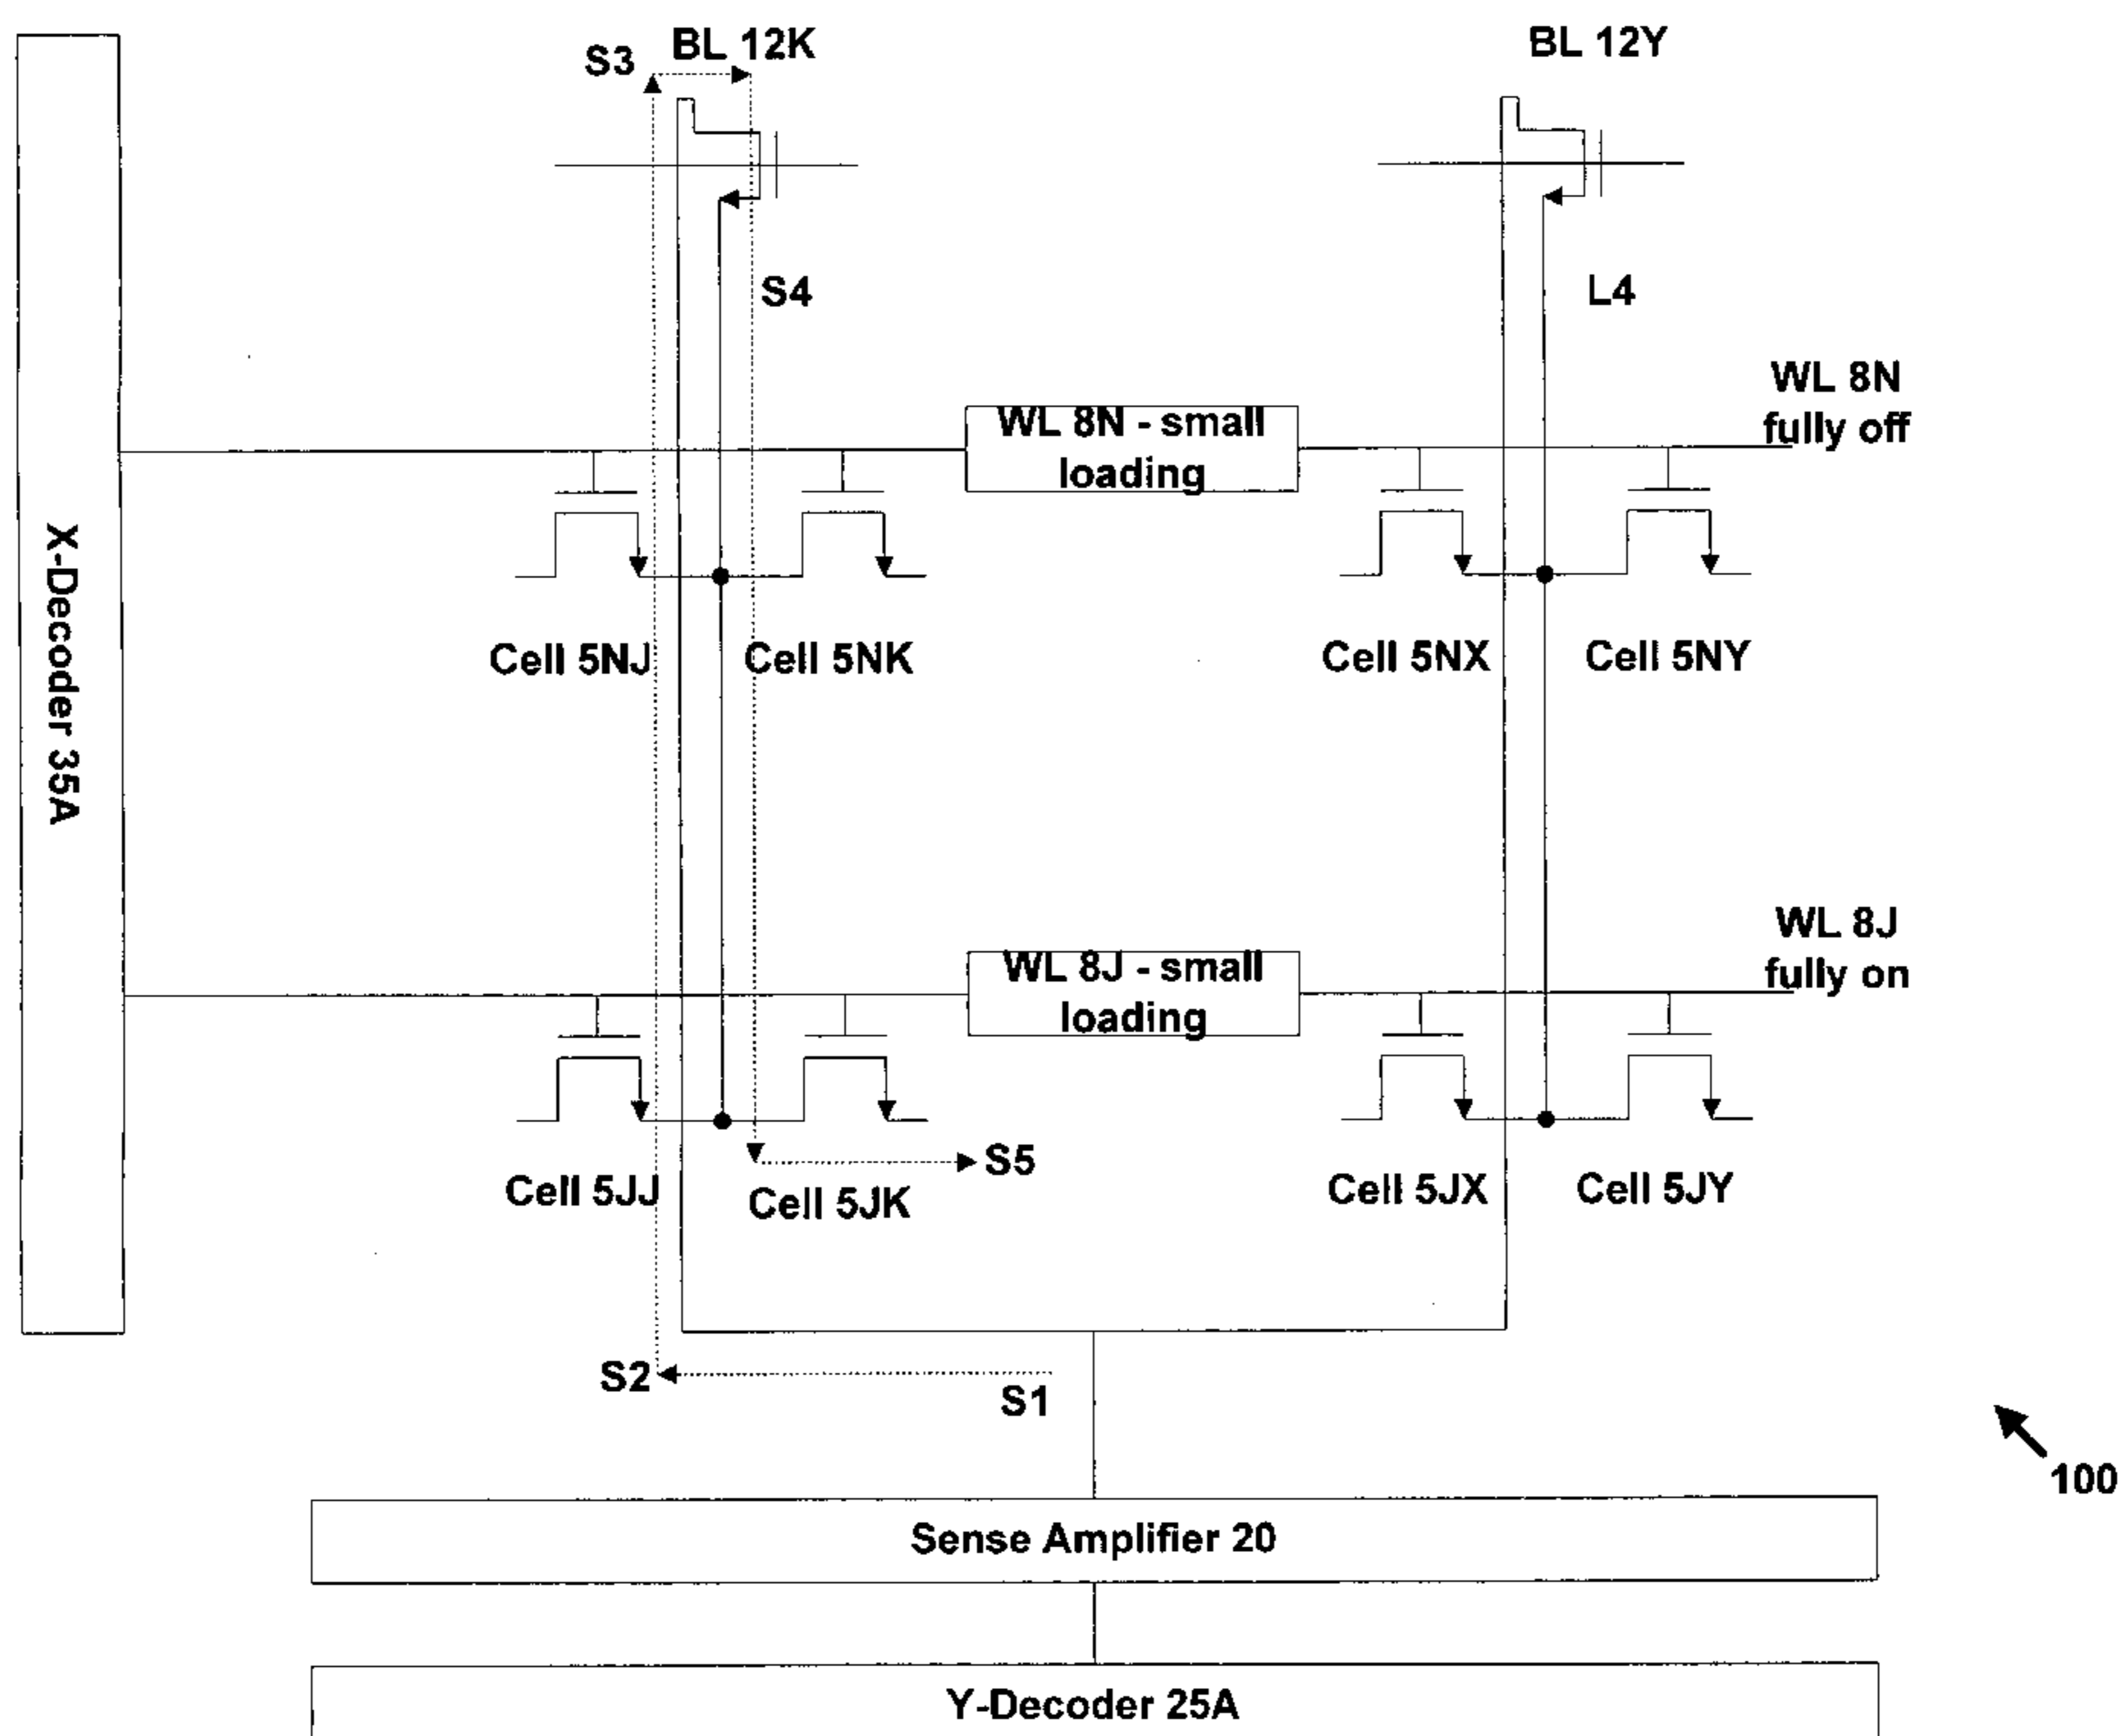 BL 12K
BL 12Y
S3
S4
L4
WL 8N
fully off
WL 8N - small
loading
X-Decoder 35A
Cell 5NJ
Cell 5NK
Cell 5NX
Cell 5NY
WL 8J
fully on
WL 8J - small
loading
S5
Cell 5JJ
Cell 5JK
Cell 5JX
Cell 5JY
S2
S1
100
Sense Amplifier 20
Y-Decoder 25A